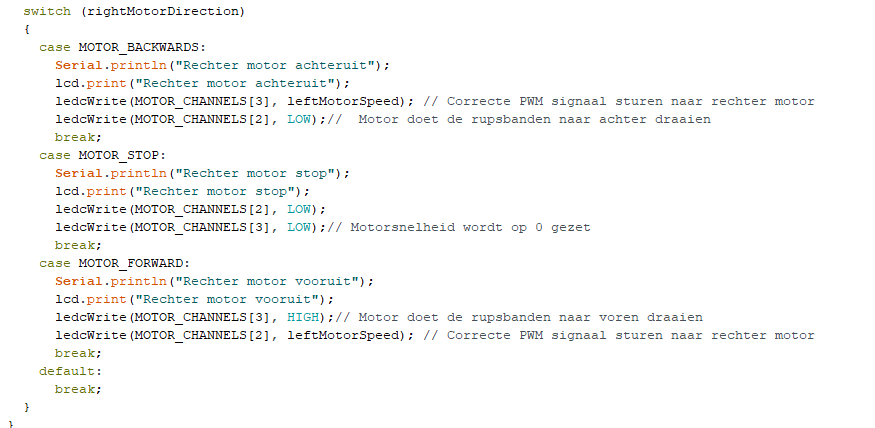 switch (rightMotorDirection)
{
case MOTOR_BACKWARDS:
Serial.println("Rechter motor achteruit");
lcd.print("Rechter motor achteruit");
ledcWrite(MOTOR_CHANNELS[3], leftMotorSpeed); // Correcte PWM signaal sturen naar rechter motor
ledcWrite(MOTOR_CHANNELS[2], LOW);//  Motor doet de rupsbanden naar achter draaien
break;
case MOTOR_STOP:
Serial.println("Rechter motor stop");
lcd.print("Rechter motor stop");
ledcWrite(MOTOR_CHANNELS[2], LOW);
ledcWrite(MOTOR_CHANNELS[3], LOW);// Motorsnelheid wordt op 0 gezet
break;
case MOTOR_FORWARD:
Serial.println("Rechter motor vooruit");
lcd.print("Rechter motor vooruit");
ledcWrite(MOTOR_CHANNELS[3], HIGH);// Motor doet de rupsbanden naar voren draaien
ledcWrite(MOTOR_CHANNELS[2], leftMotorSpeed); // Correcte PWM signaal sturen naar rechter motor
break;
default:
break;
}
}